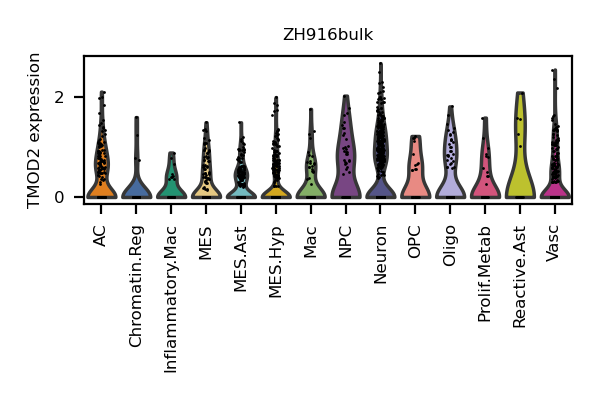 ZH916bulk
TMOD2 expression
2
0
AC
Chromatin.Reg
Inflammatory.Mac
MES
MES.Ast
MES.Hyp
Mac
NPC
Neuron
OPC
Oligo
Prolif.Metab
Reactive.Ast
Vasc